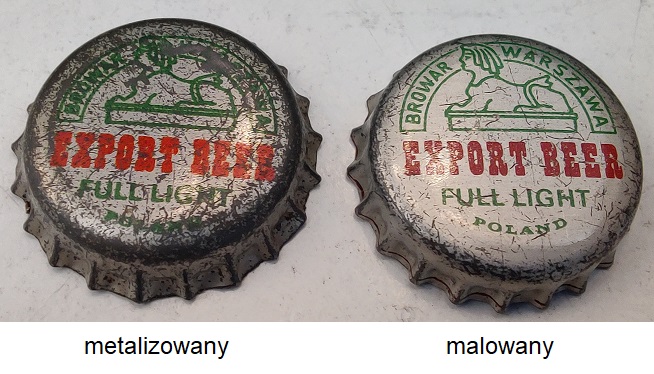 BROWAR WARSZAWA
EXPORT BEER
FULL LIGHT
POLAND
BROWAR WARSZAWA
EXPORT BEER
FULL LIGHT
POLAND
metalizowany
malowany